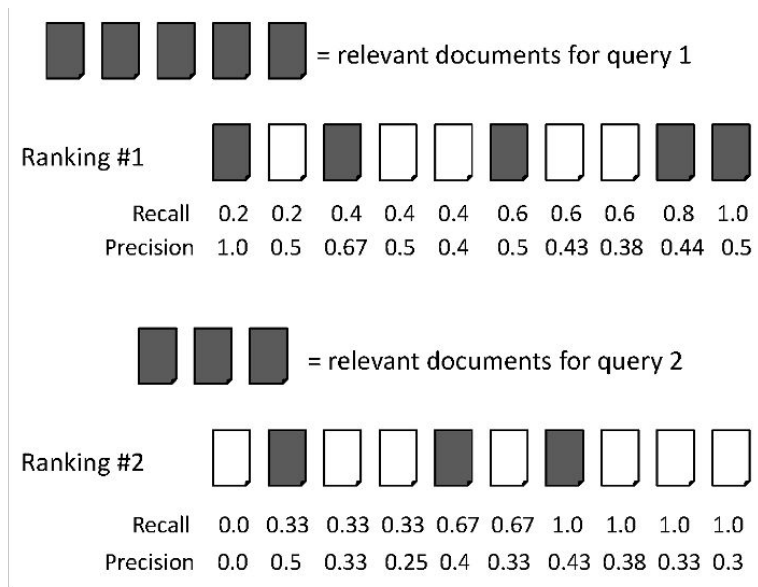 = relevant documents for query 1
Ranking #1
Recall 0.2 0.2 0.4 0.4 0.4 0.6 0.6 0.6 0.8 1.0
Precision 1.0 0.5 0.67 0.5 0.4 0.5 0.43 0.38 0.44 0.5
= relevant documents for query 2
Ranking #2
Recall 0.0 0.33 0.33 0.33 0.67 0.67 1.0 1.0 1.0 1.0
Precision 0.0 0.5 0.33 0.25 0.4 0.33 0.43 0.38 0.33 0.3